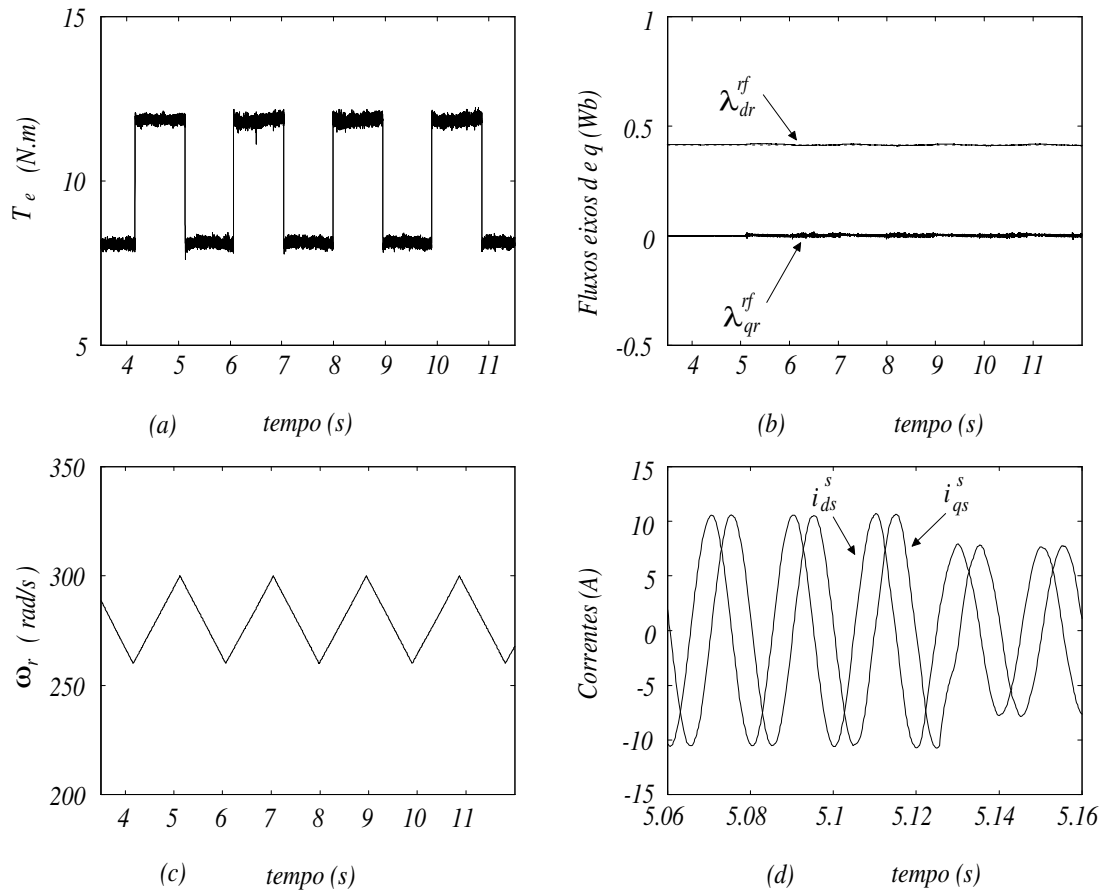 15
10
5
T e (N.m)
4 5 6 7 8 9 10 11
(a) tempo (s)
1
0.5
0
-0.5
Fluxos eixos d e q (Wb)
λ_dr^rf
λ_qr^rf
4 5 6 7 8 9 10 11
(b) tempo (s)
350
300
250
200
ω_r ( rad/s )
4 5 6 7 8 9 10 11
(c) tempo (s)
15
10
5
0
-5
-10
-15
Correntes (A)
i_ds^s i_qs^s
5.06 5.08 5.1 5.12 5.14 5.16
(d) tempo (s)